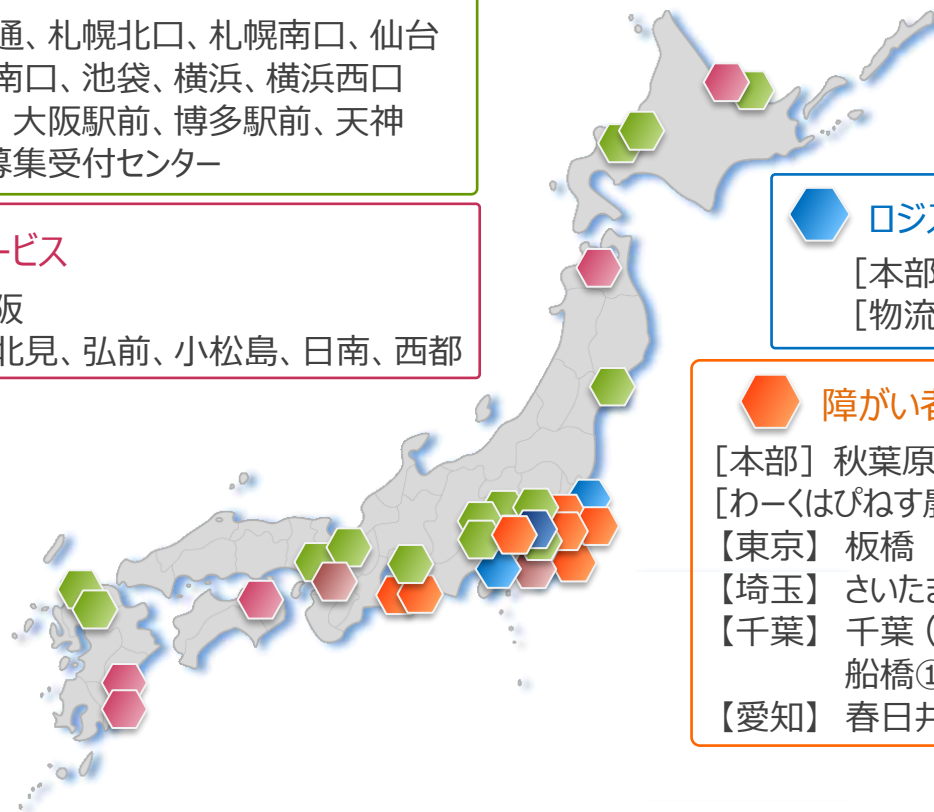 通、札幌北口、札幌南口、仙台
南口、池袋、横浜、横浜西口
大阪駅前、博多駅前、天神
募集受付センター
ービス
阪
北見、弘前、小松島、日南、西都
ロジ
[本部
[物流
障がい者
[本部] 秋葉原
[わーくはぴねす
【東京】 板橋
【埼玉】 さいたま
【千葉】 千葉(
船橋①
【愛知】 春日井